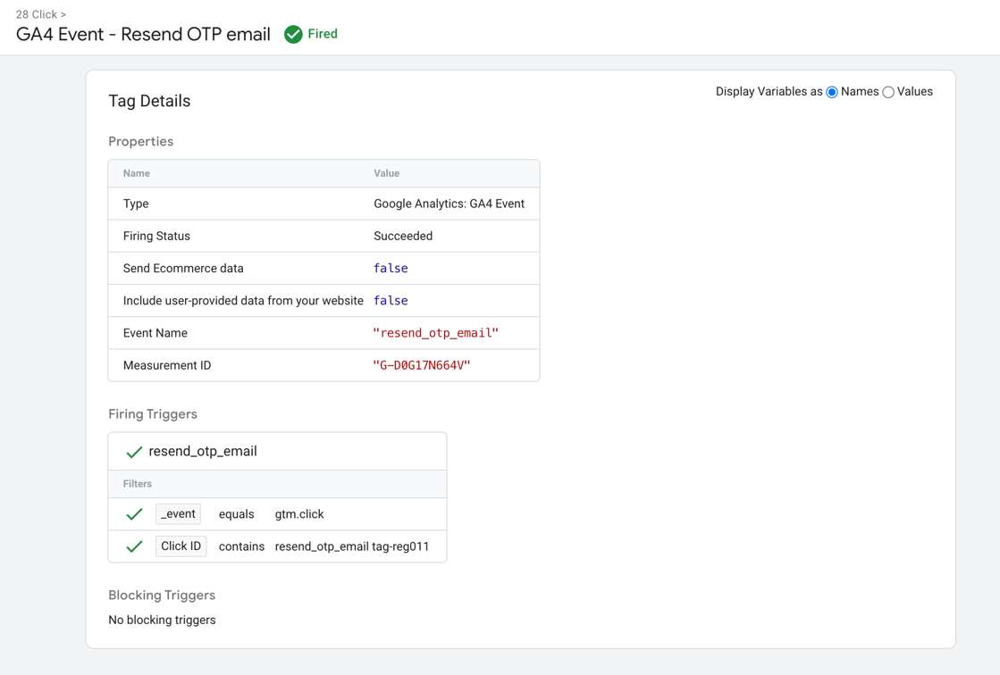 28 Click >
GA4 Event - Resend OTP email Fired
Tag Details
Display Variables as Names Values
Properties
Name Value
Type Google Analytics: GA4 Event
Firing Status Succeeded
Send Ecommerce data false
Include user-provided data from your website false
Event Name "resend_otp_email"
Measurement ID "G-D0G17N664V"
Firing Triggers
resend_otp_email
Filters
_event equals gtm.click
Click ID contains resend_otp_email tag-reg011
Blocking Triggers
No blocking triggers